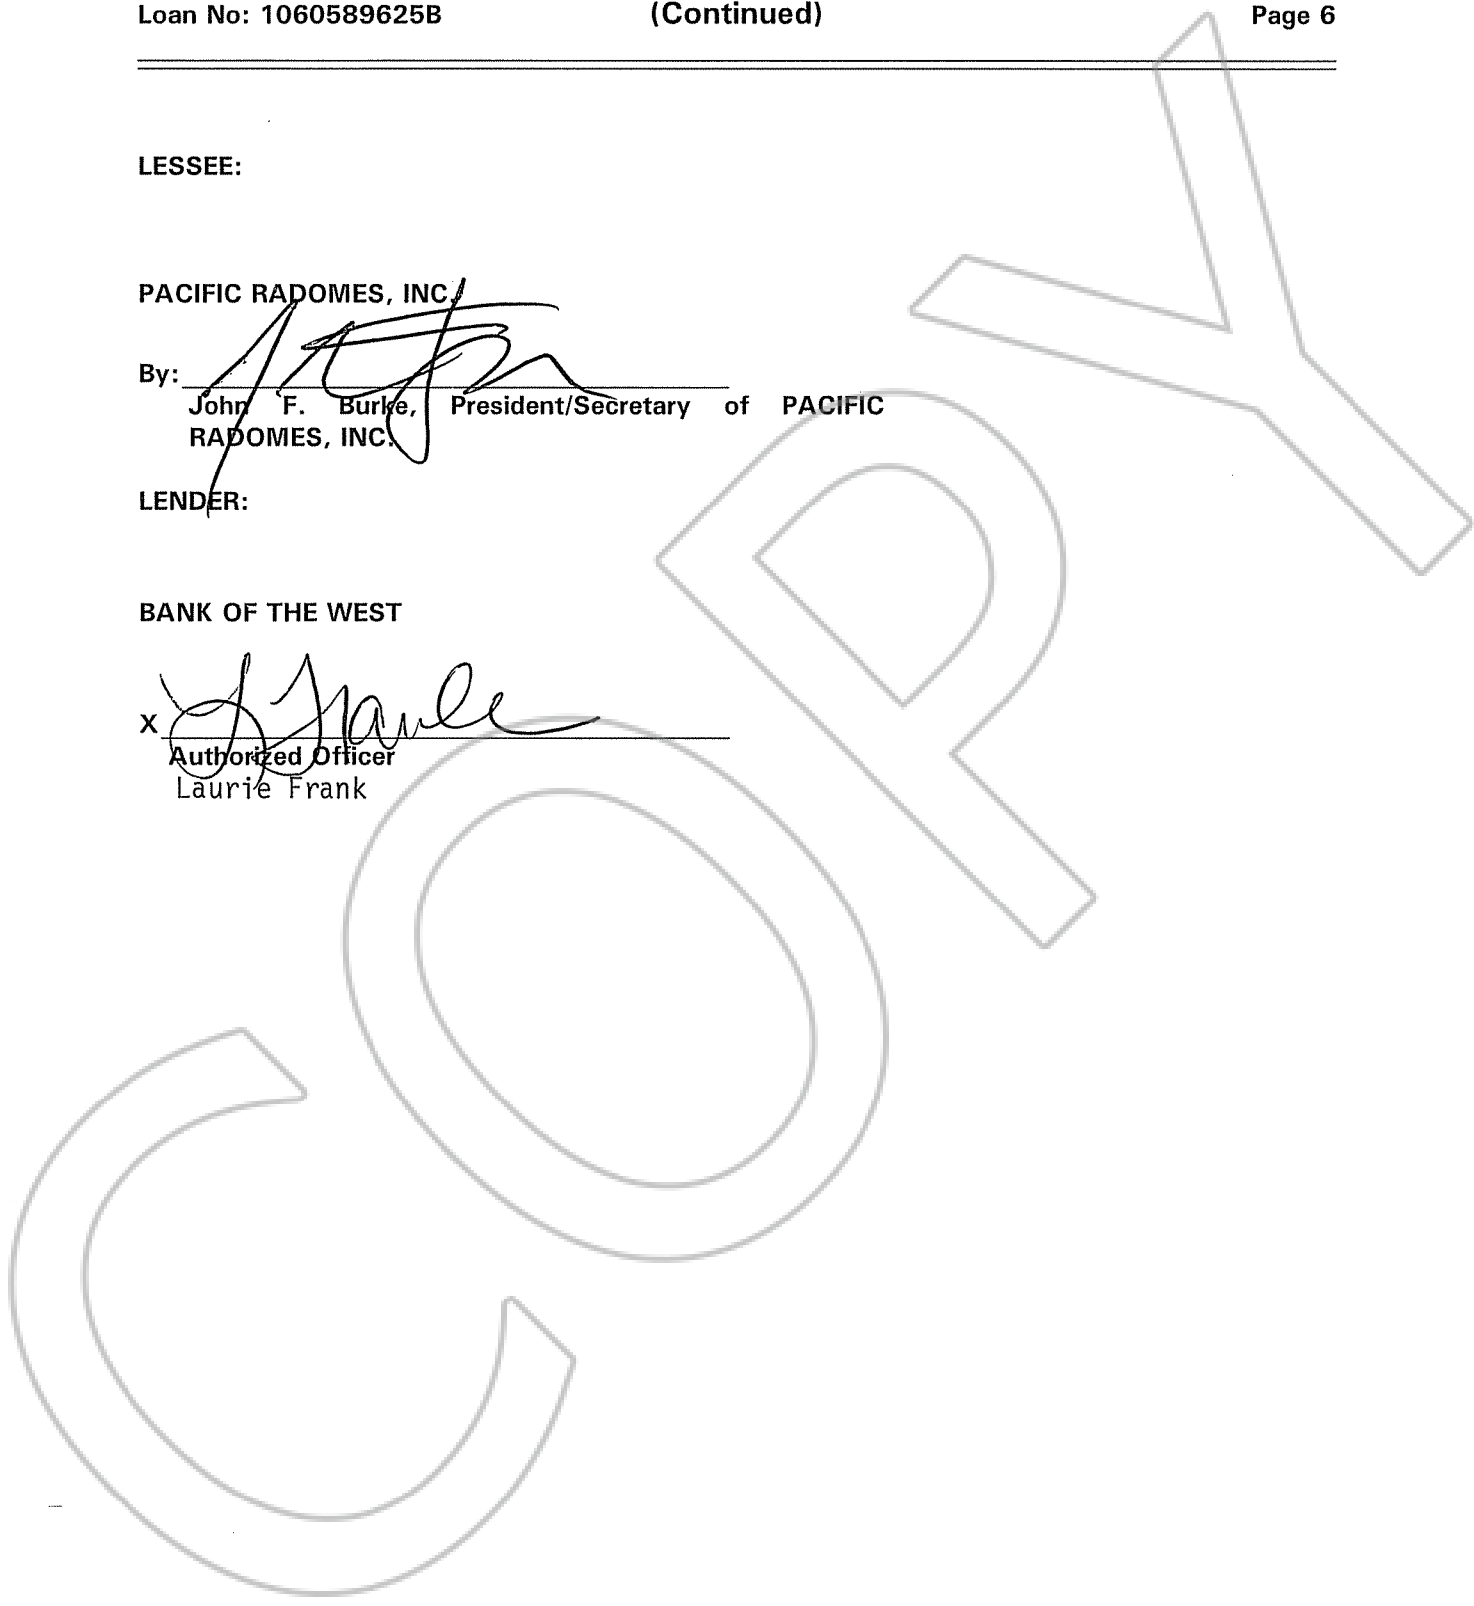 Loan No: 1060589625B (Continued) Page 6
LESSEE:
PACIFIC RADOMES, INC.
By:
John F. Burke, President/Secretary of PACIFIC
RADOMES, INC.
LENDER:
BANK OF THE WEST
X L Frank
Authorized Officer
Laurie Frank
COPY